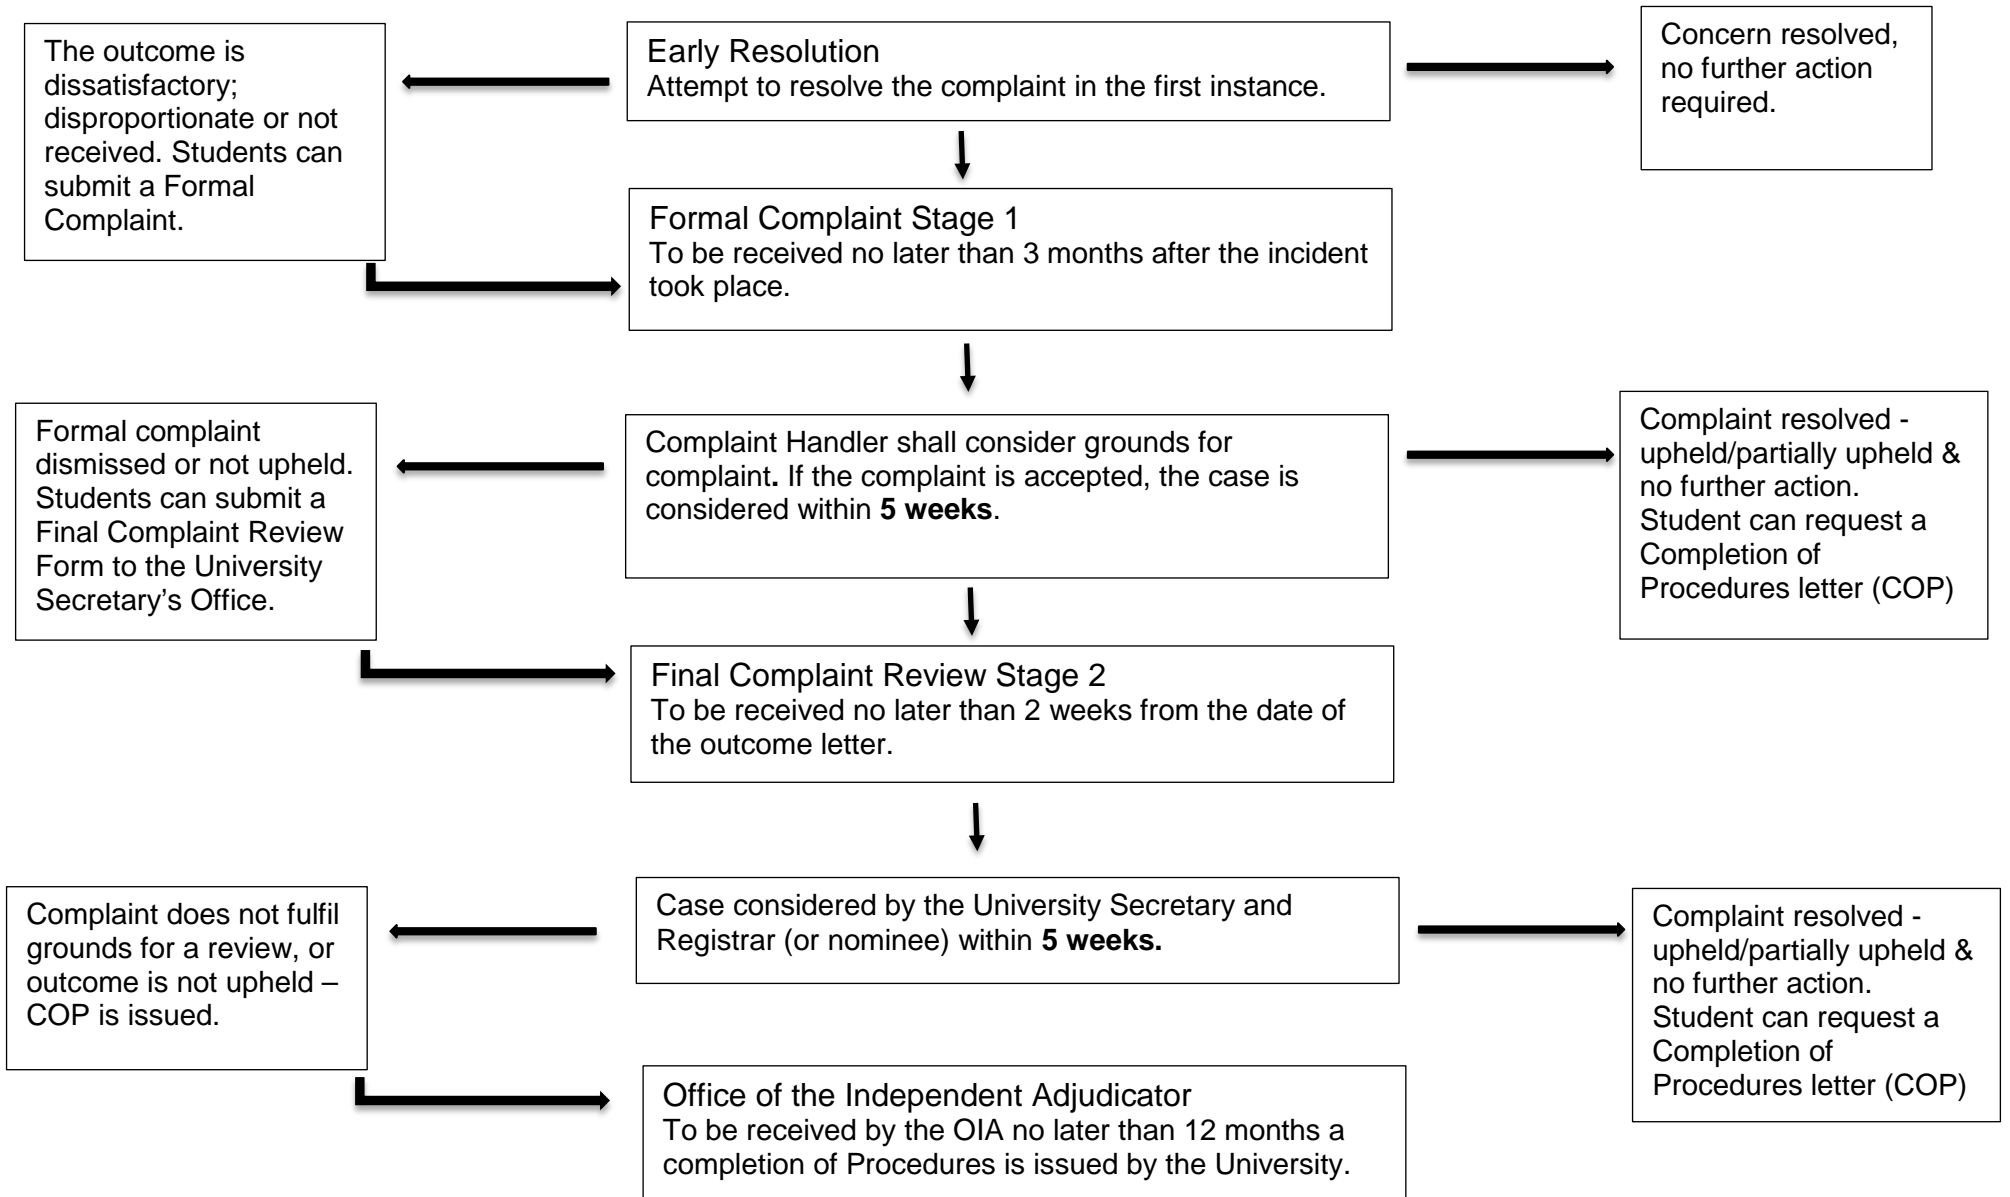 The outcome is
dissatisfactory;
disproportionate or not
received. Students can
submit a Formal
Complaint.
Early Resolution
Attempt to resolve the complaint in the first instance.
Concern resolved,
no further action
required.
Formal Complaint Stage 1
To be received no later than 3 months after the incident
took place.
Formal complaint
dismissed or not upheld.
Students can submit a
Final Complaint Review
Form to the University
Secretary’s Office.
Complaint Handler shall consider grounds for
complaint. If the complaint is accepted, the case is
considered within 5 weeks.
Complaint resolved -
upheld/partially upheld &
no further action.
Student can request a
Completion of
Procedures letter (COP)
Final Complaint Review Stage 2
To be received no later than 2 weeks from the date of
the outcome letter.
Complaint does not fulfil
grounds for a review, or
outcome is not upheld –
COP is issued.
Case considered by the University Secretary and
Registrar (or nominee) within 5 weeks.
Complaint resolved -
upheld/partially upheld &
no further action.
Student can request a
Completion of
Procedures letter (COP)
Office of the Independent Adjudicator
To be received by the OIA no later than 12 months a
completion of Procedures is issued by the University.